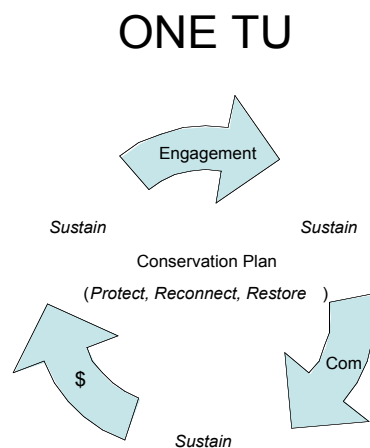 ONE TU
Engagement
Sustain
Sustain
Conservation Plan
(Protect, Reconnect, Restore )
Com
$
Sustain